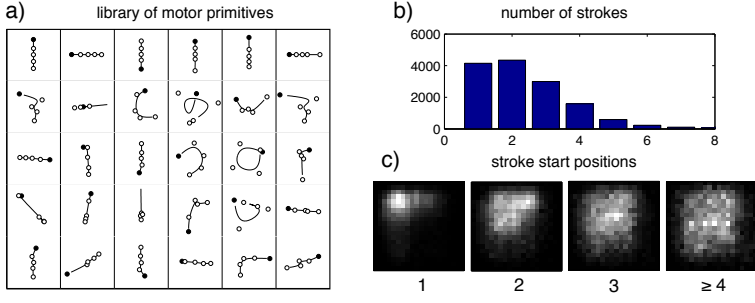 a) library of motor primitives
b) number of strokes
6000
4000
2000
0
0 2 4 6 8
c) stroke start positions
1 2 3 ≥ 4